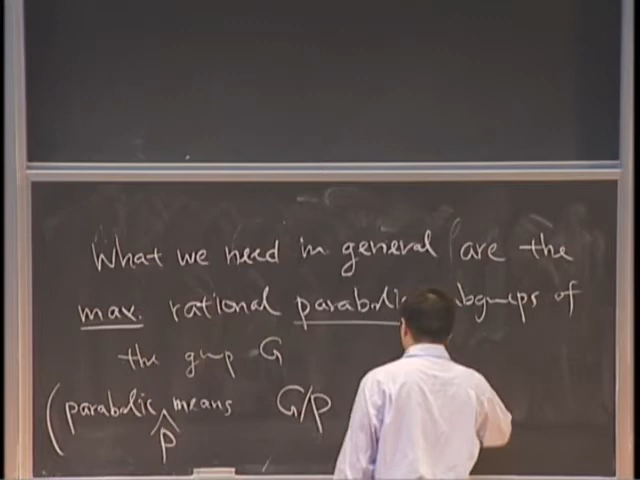 What we need in general (are the
max. rational parabolic subgroups of
the group G
(parabolic P means G/P